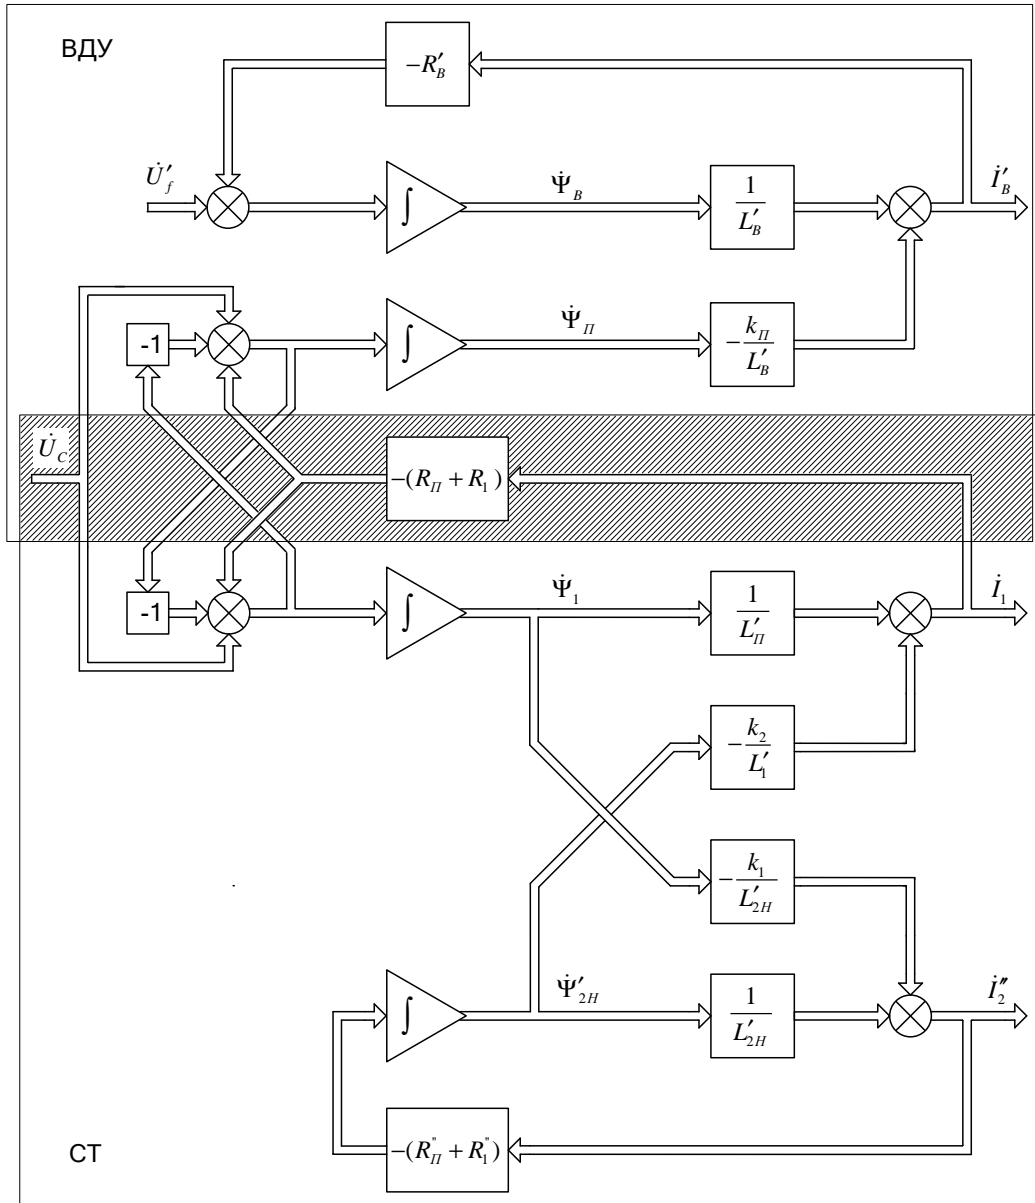 ВДУ
−R′_B
U̇′_f
∫
Ψ̇_B
1/L′_B
İ′_B
-1
∫
Ψ̇_П
−k_П/L′_B
U̇_C
−(R_П + R_1)
-1
∫
Ψ̇_1
1/L′_П
İ_1
−k_2/L′_1
−k_1/L′_2H
∫
Ψ̇′_2H
1/L′_2H
İ″_2
−(R″_П + R″_1)
СТ